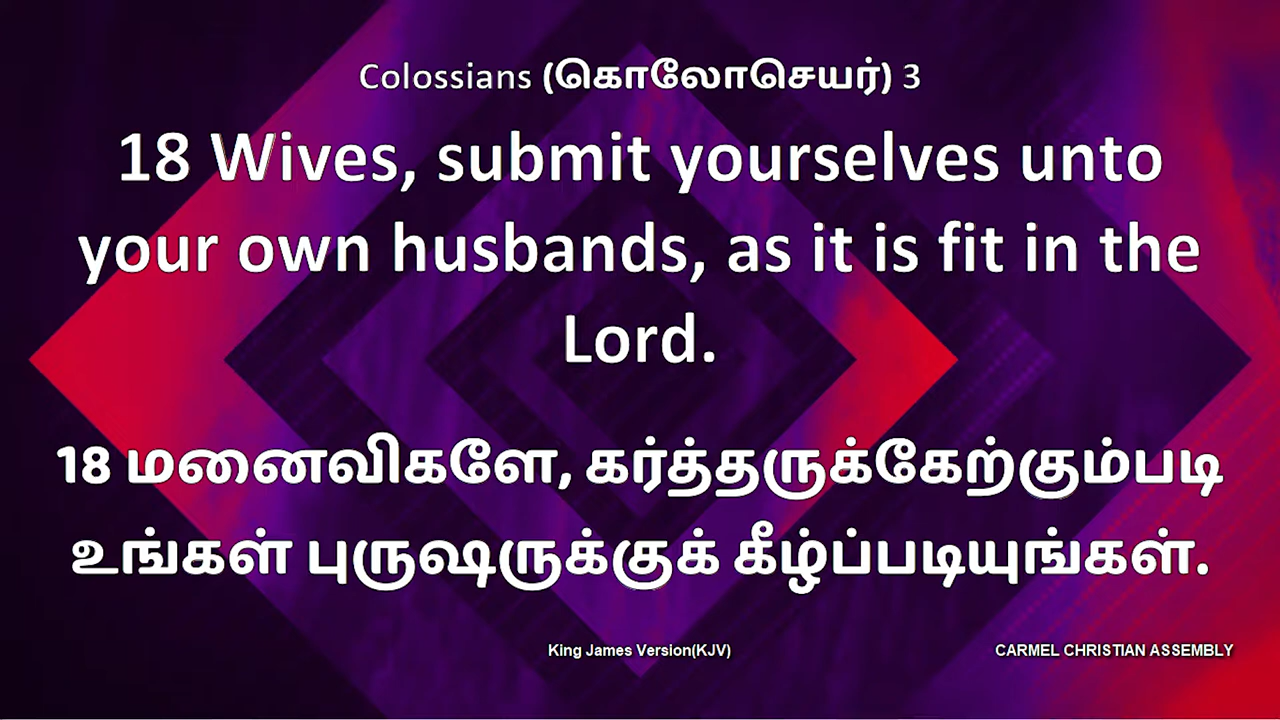 Colossians (கொலோசெயர்) 3
18 Wives, submit yourselves unto
your own husbands, as it is fit in the
Lord.
18 மனைவிகளே, கர்த்தருக்கேற்கும்படி
உங்கள் புருஷருக்குக் கீழ்ப்படியுங்கள்.
King James Version(KJV)
CARMEL CHRISTIAN ASSEMBLY